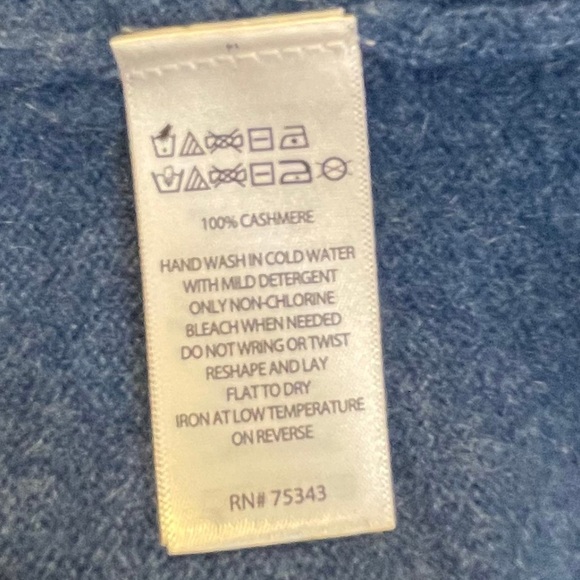 100% CASHMERE
HAND WASH IN COLD WATER
WITH MILD DETERGENT
ONLY NON-CHLORINE
BLEACH WHEN NEEDED
DO NOT WRING OR TWIST
RESHAPE AND LAY
FLAT TO DRY
IRON AT LOW TEMPERATURE
ON REVERSE
RN# 75343